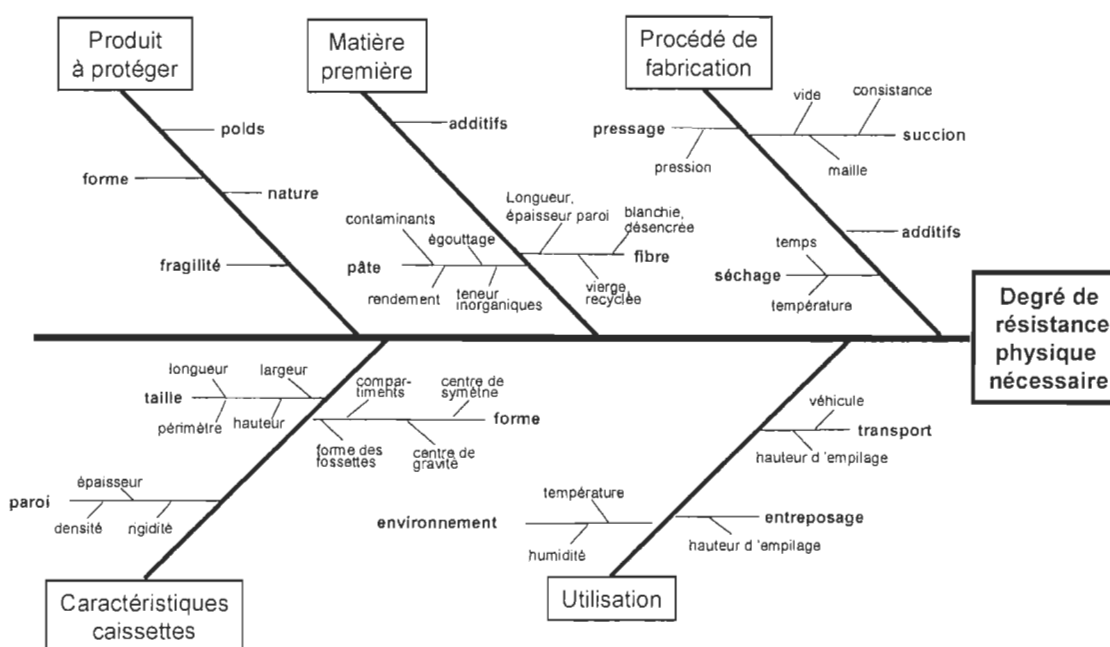 Produit
à protéger
Matière
première
Procédé de
fabrication
poids
forme
nature
fragilité
additifs
contaminants
égouttage
pâte
rendement
teneur
inorganiques
Longueur,
épaisseur paroi
blanchie,
désencrée
fibre
vierge
recyclée
pressage
pression
vide
consistance
succion
maille
additifs
temps
séchage
température
Degré de
résistance
physique
nécessaire
longueur
largeur
taille
périmètre
hauteur
compar-
timents
centre de
symétrie
forme
forme des
fossettes
centre de
gravité
épaisseur
paroi
densité
rigidité
véhicule
transport
hauteur d 'empilage
température
environnement
humidité
entreposage
hauteur d 'empilage
Caractéristiques
caissettes
Utilisation